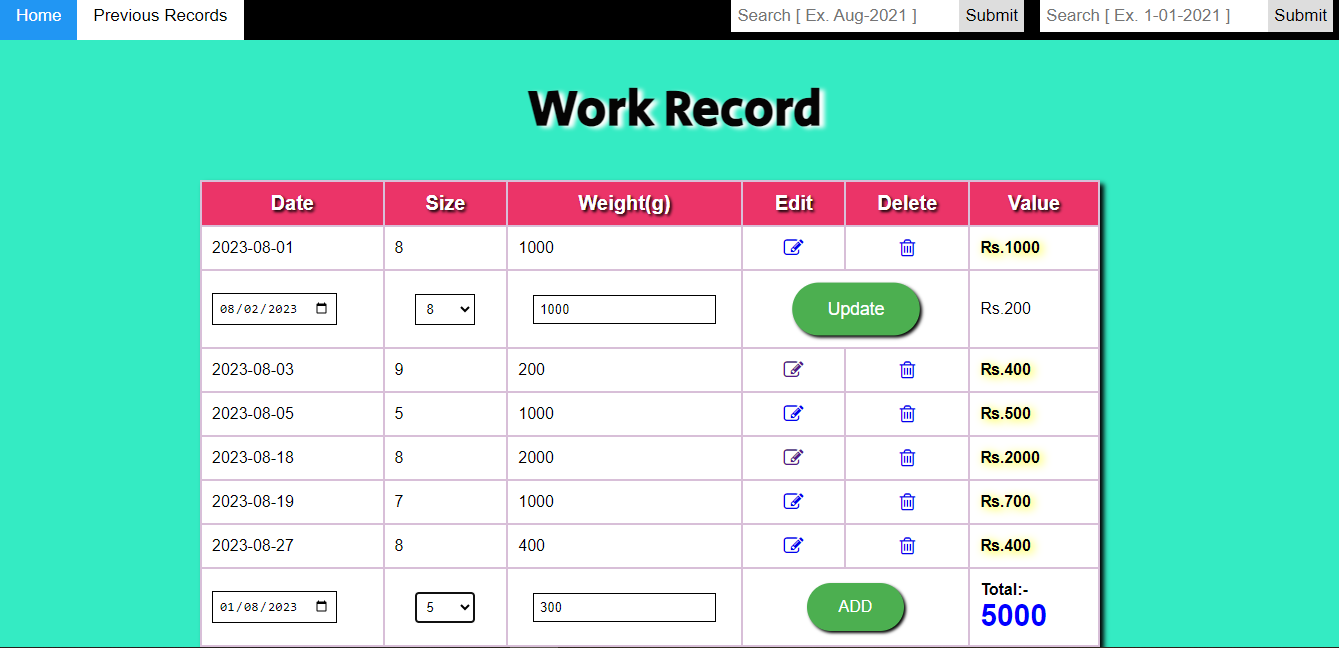 Home Previous Records Search [ Ex. Aug-2021 ] Submit Search [ Ex. 1-01-2021 ] Submit
Work Record
Date Size Weight(g) Edit Delete Value
2023-08-01 8 1000 Rs.1000
08/02/2023 8 1000 Update Rs.200
2023-08-03 9 200 Rs.400
2023-08-05 5 1000 Rs.500
2023-08-18 8 2000 Rs.2000
2023-08-19 7 1000 Rs.700
2023-08-27 8 400 Rs.400
01/08/2023 5 300 ADD Total:-
5000